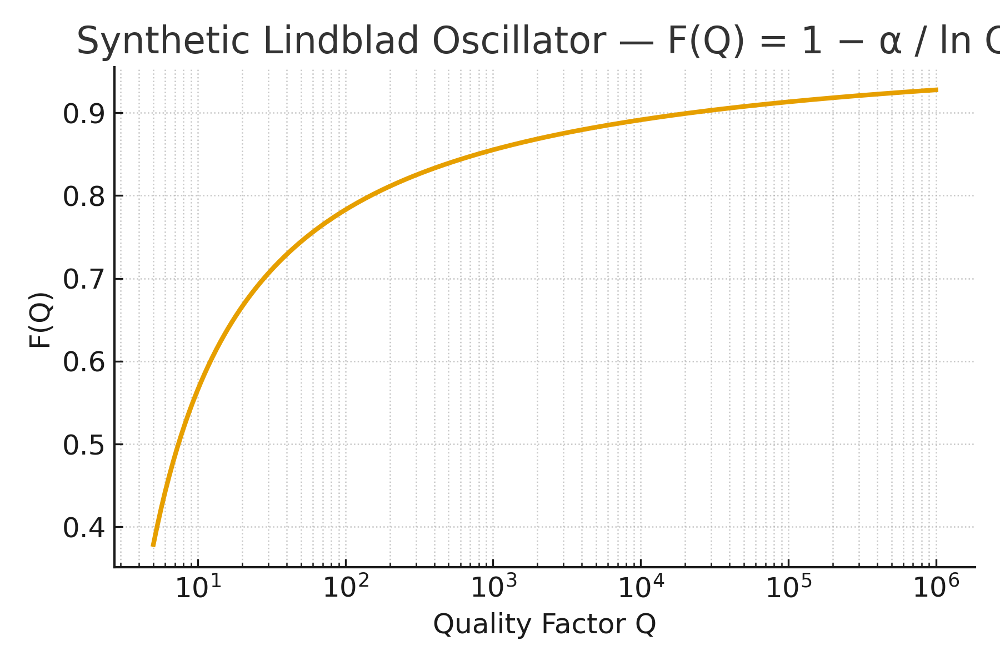 Synthetic Lindblad Oscillator — F(Q) = 1 − α / ln
F(Q)
0.9
0.8
0.7
0.6
0.5
0.4
10¹ 10² 10³ 10⁴ 10⁵ 10⁶
Quality Factor Q